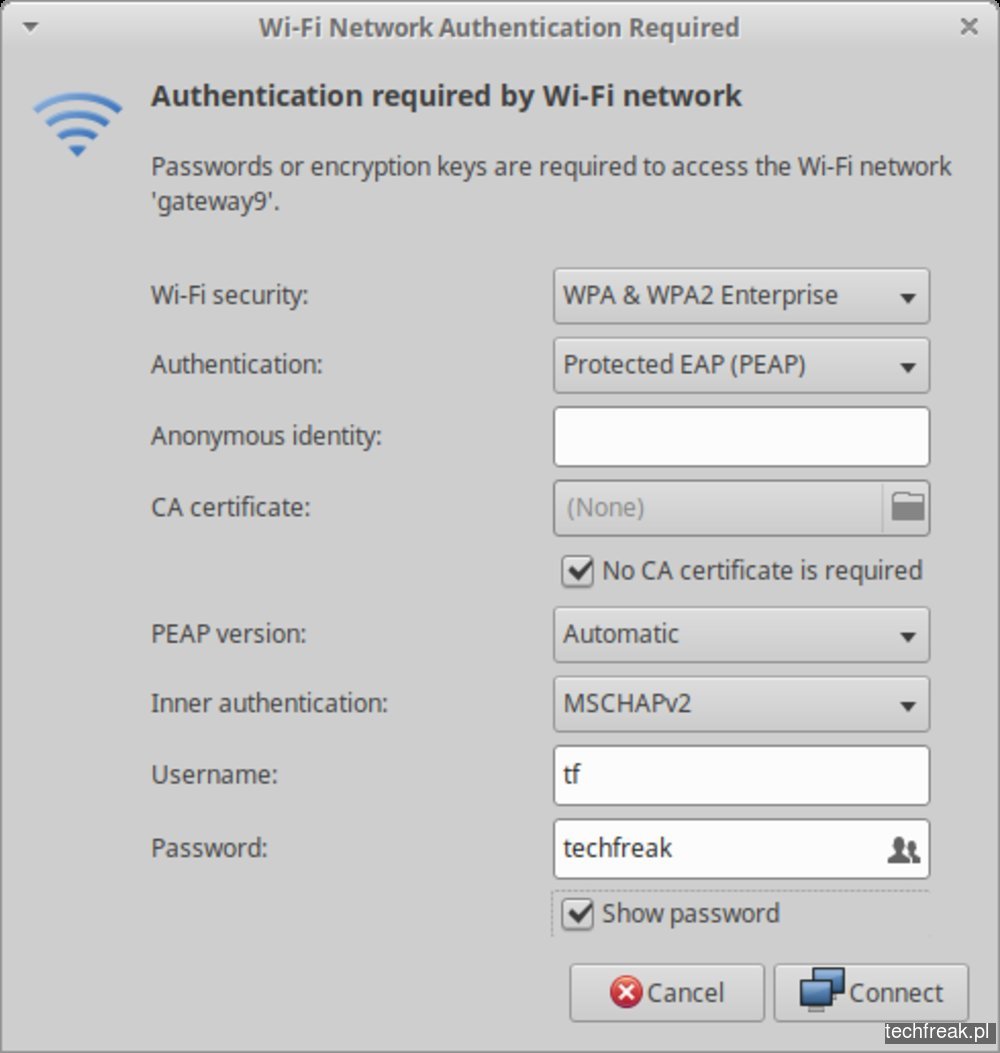 Wi-Fi Network Authentication Required
Authentication required by Wi-Fi network
Passwords or encryption keys are required to access the Wi-Fi network
'gateway9'.
Wi-Fi security: WPA & WPA2 Enterprise
Authentication: Protected EAP (PEAP)
Anonymous identity:
CA certificate: (None)
No CA certificate is required
PEAP version: Automatic
Inner authentication: MSCHAPv2
Username: tf
Password: techfreak
Show password
Cancel Connect
techfreak.pl